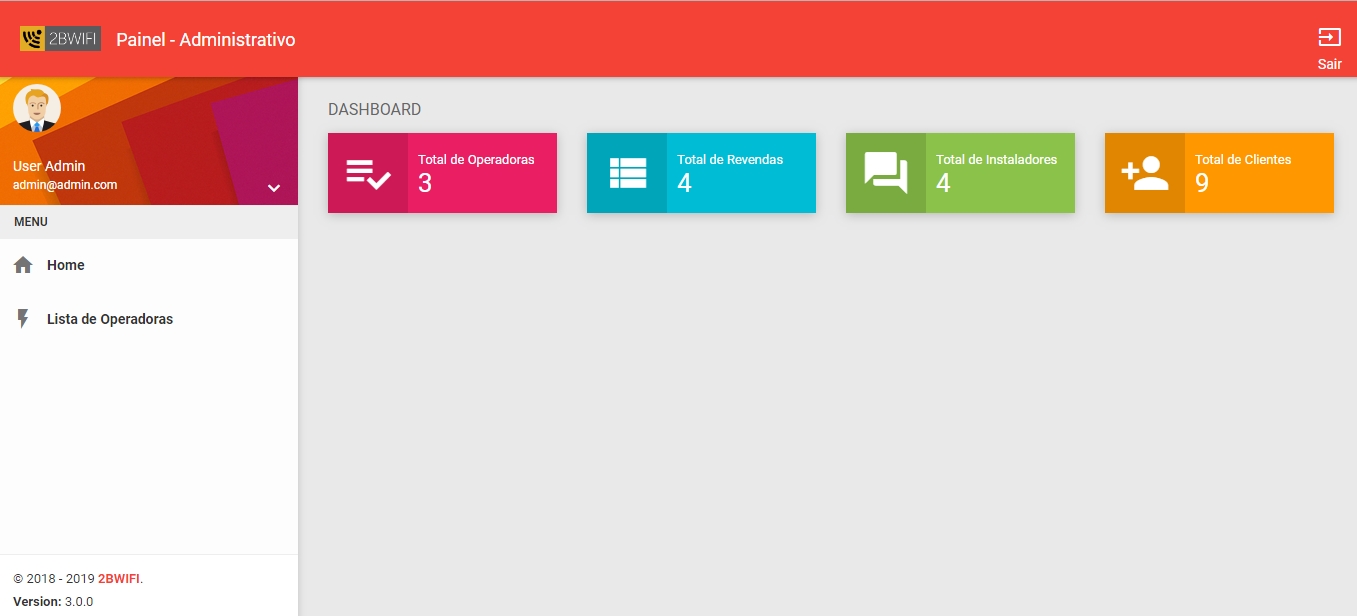 2BWIFI
Painel - Administrativo
Sair
User Admin
admin@admin.com
MENU
Home
Lista de Operadoras
© 2018 - 2019 2BWIFI.
Version: 3.0.0
DASHBOARD
Total de Operadoras
3
Total de Revendas
4
Total de Instaladores
4
Total de Clientes
9